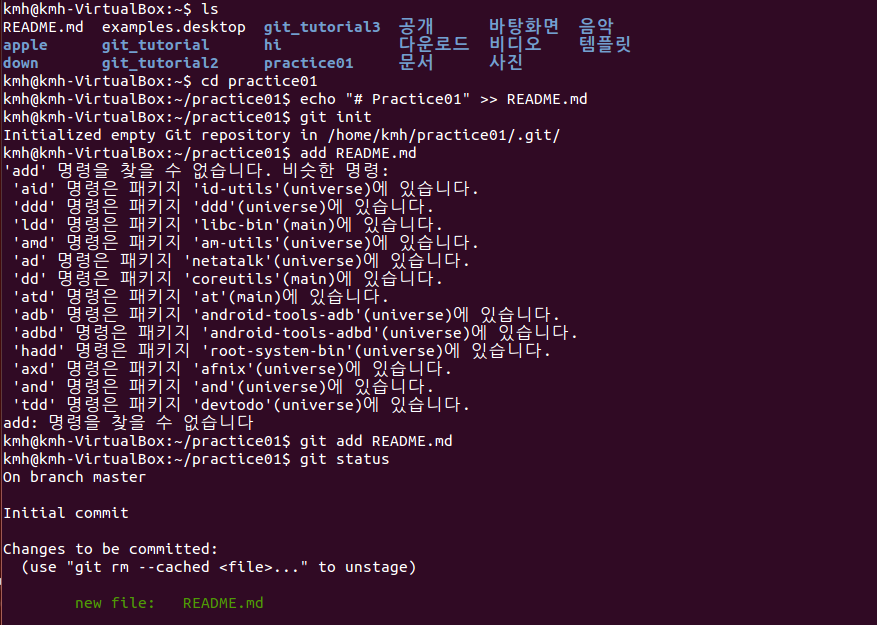 kmh@kmh-VirtualBox:~$ ls
README.md  examples.desktop  git_tutorial3  공개      바탕화면  음악
apple      git_tutorial      hi             다운로드  비디오    템플릿
down       git_tutorial2     practice01     문서      사진
kmh@kmh-VirtualBox:~$ cd practice01
kmh@kmh-VirtualBox:~/practice01$ echo "# Practice01" >> README.md
kmh@kmh-VirtualBox:~/practice01$ git init
Initialized empty Git repository in /home/kmh/practice01/.git/
kmh@kmh-VirtualBox:~/practice01$ add README.md
'add' 명령을 찾을 수 없습니다. 비슷한 명령:
 'aid' 명령은 패키지 'id-utils'(universe)에 있습니다.
 'ddd' 명령은 패키지 'ddd'(universe)에 있습니다.
 'ldd' 명령은 패키지 'libc-bin'(main)에 있습니다.
 'amd' 명령은 패키지 'am-utils'(universe)에 있습니다.
 'ad' 명령은 패키지 'netatalk'(universe)에 있습니다.
 'dd' 명령은 패키지 'coreutils'(main)에 있습니다.
 'atd' 명령은 패키지 'at'(main)에 있습니다.
 'adb' 명령은 패키지 'android-tools-adb'(universe)에 있습니다.
 'adbd' 명령은 패키지 'android-tools-adbd'(universe)에 있습니다.
 'hadd' 명령은 패키지 'root-system-bin'(universe)에 있습니다.
 'axd' 명령은 패키지 'afnix'(universe)에 있습니다.
 'and' 명령은 패키지 'and'(universe)에 있습니다.
 'tdd' 명령은 패키지 'devtodo'(universe)에 있습니다.
add: 명령을 찾을 수 없습니다
kmh@kmh-VirtualBox:~/practice01$ git add README.md
kmh@kmh-VirtualBox:~/practice01$ git status
On branch master
Initial commit
Changes to be committed:
  (use "git rm --cached <file>..." to unstage)
        new file:   README.md